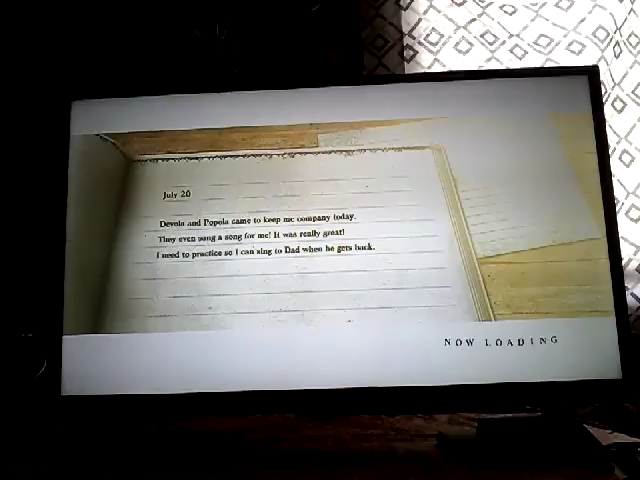 July 20
Devola and Popola came to keep me company today.
They even sang a song for me! It was really great!
I need to practice so I can sing to Dad when he gets back.
NOW LOADING